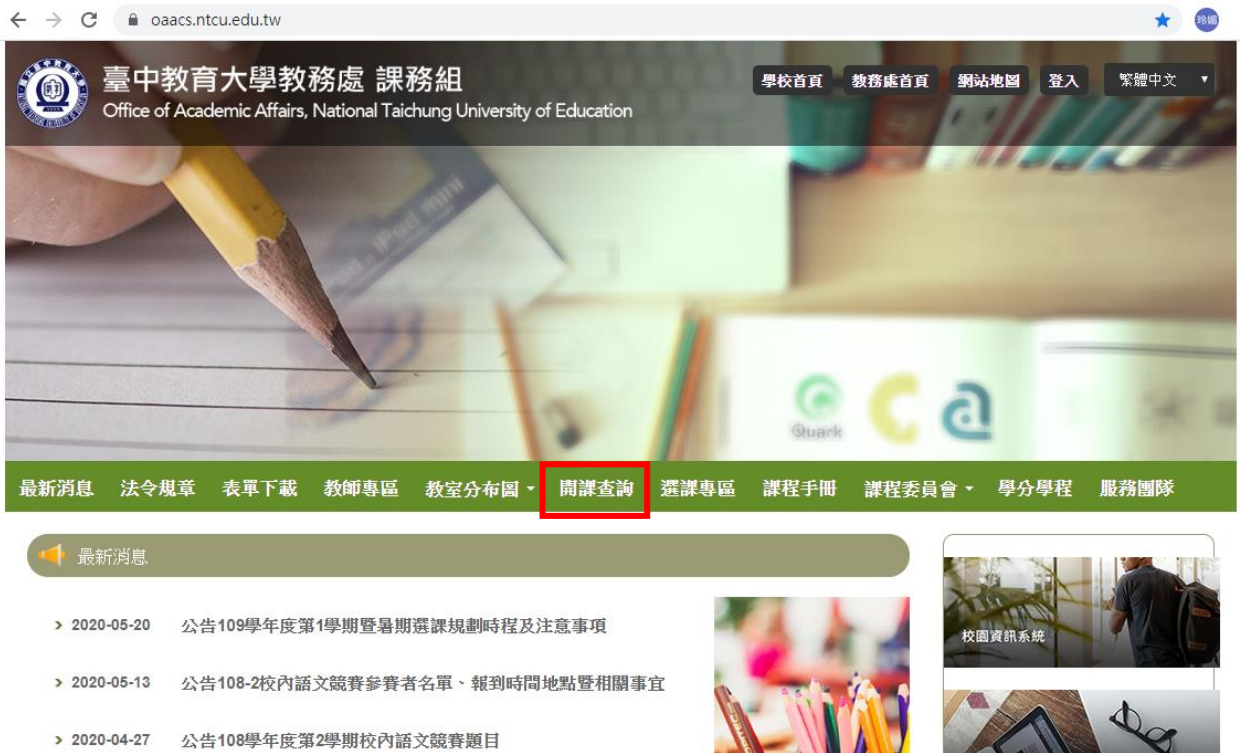 oaacs.ntcu.edu.tw
玲媚
臺中教育大學教務處 課務組
Office of Academic Affairs, National Taichung University of Education
學校首頁 教務處首頁 網站地圖 登入 繁體中文
iPad mini
Quark
最新消息 法令規章 表單下載 教師專區 教室分布圖 開課查詢 選課專區 課程手冊 課程委員會 學分學程 服務團隊
最新消息
2020-05-20 公告109學年度第1學期暨暑期選課規劃時程及注意事項
校園資訊系統
2020-05-13 公告108-2校內語文競賽參賽者名單、報到時間地點暨相關事宜
2020-04-27 公告108學年度第2學期校內語文競賽題目